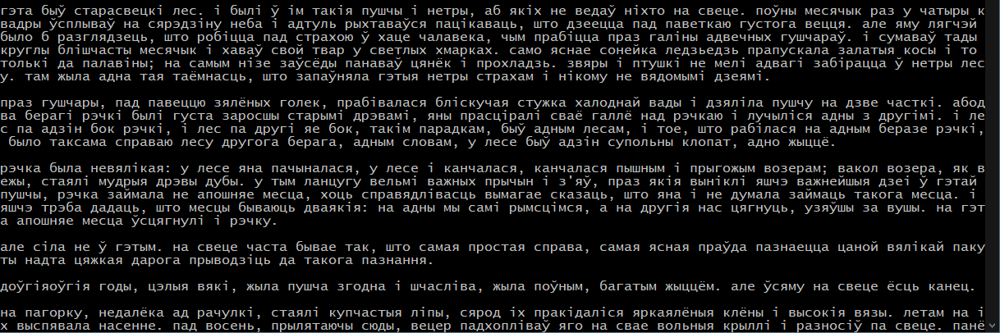 гэта быў старасвецкі лес. і былі ў ім такія пушчы і нетры, аб якіх не ведаў ніхто на свеце. поўны месячык раз у чатыры к
вадры ўсплываў на сярэдзіну неба і адтуль рыхтаваўся пацікаваць, што дзеецца пад паветкаю густога вецця. але яму лягчэй
было б разглядзець, што робіцца пад страхою ў хаце чалавека, чым прабіцца праз галіны адвечных гушчараў. і сумаваў тады
круглы блішчасты месячык і хаваў свой твар у светлых хмарках. само яснае сонейка ледзьедзь прапускала залатыя косы і то
толькі да палавіны; на самым нізе заўсёды панаваў цянёк і прохладзь. звяры і птушкі не мелі адвагі забірацца ў нетры лес
у. там жыла адна тая таёмнасць, што запаўняла гэтыя нетры страхам і нікому не вядомымі дзеямі.
праз гушчары, пад павеццю зялёных голек, прабівалася бліскучая стужка халоднай вады і дзяліла пушчу на дзве часткі. абод
ва берагі рэчкі былі густа заросшы старымі дрэвамі, яны прасціралі сваё галлё над рэчкаю і лучыліся адны з другімі. і ле
с па адзін бок рэчкі, і лес па другі яе бок, такім парадкам, быў адным лесам, і тое, што рабілася на адным беразе рэчкі,
было таксама справаю лесу другога берага, адным словам, у лесе быў адзін супольны клопат, адно жыццё.
рэчка была невялікая: у лесе яна пачыналася, у лесе і канчалася, канчалася пышным і прыгожым возерам; вакол возера, як в
ежы, стаялі мудрыя дрэвы дубы. у тым ланцугу вельмі важных прычын і з'яў, праз якія выніклі яшчэ важнейшыя дзеі ў гэтай
пушчы, рэчка займала не апошняе месца, хоць справядлівасць вымагае сказаць, што яна і не думала займаць такога месца. і
яшчэ трэба дадаць, што месцы бываюць дваякія: на адны мы самі рымсцімся, а на другія нас цягнуць, узяўшы за вушы. на гэт
а апошняе месца ўсцягнулі і рэчку.
але сіла не ў гэтым. на свеце часта бывае так, што самая простая справа, самая ясная праўда пазнаецца цаной вялікай паку
ты надта цяжкая дарога прыводзіць да такога пазнання.
доўгіяоўгія годы, цэлыя вякі, жыла пушча згодна і шчасліва, жыла поўным, багатым жыццём. але ўсяму на свеце ёсць канец.
на пагорку, недалёка ад рачулкі, стаялі купчастыя ліпы, сярод іх пракідаліся яркаялёныя клёны і высокія вязы. летам на і
х выспявала насенне. пад восень, прылятаючы сюды, вецер падхопліваў яго на свае вольныя крыллі і разносіў па свеце. панё